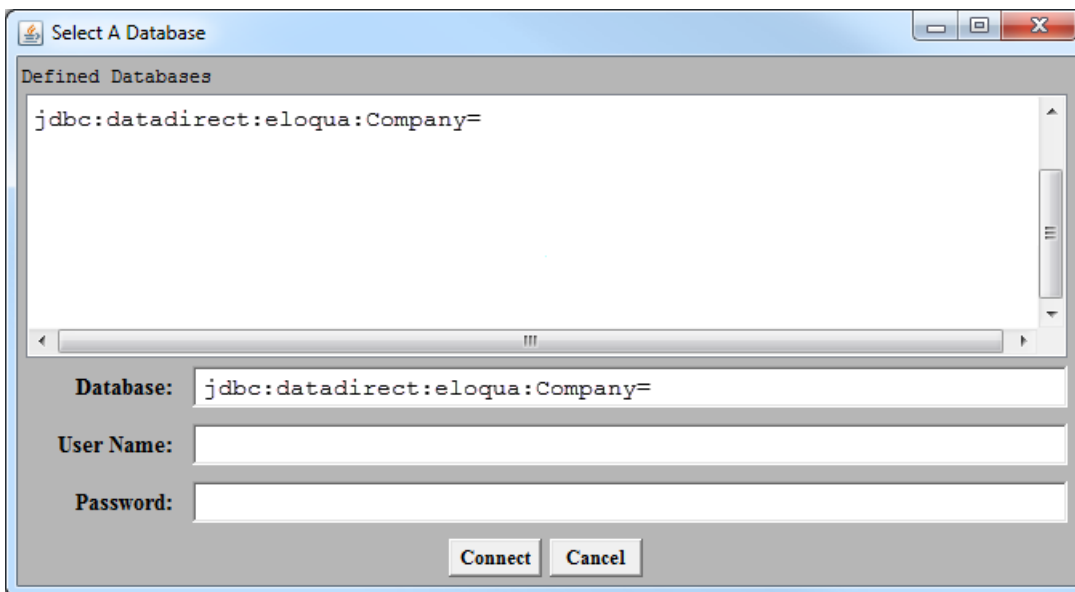 Select A Database
Defined Databases
jdbc:datadirect:eloqua:Company=
Database: jdbc:datadirect:eloqua:Company=
User Name:
Password:
Connect Cancel